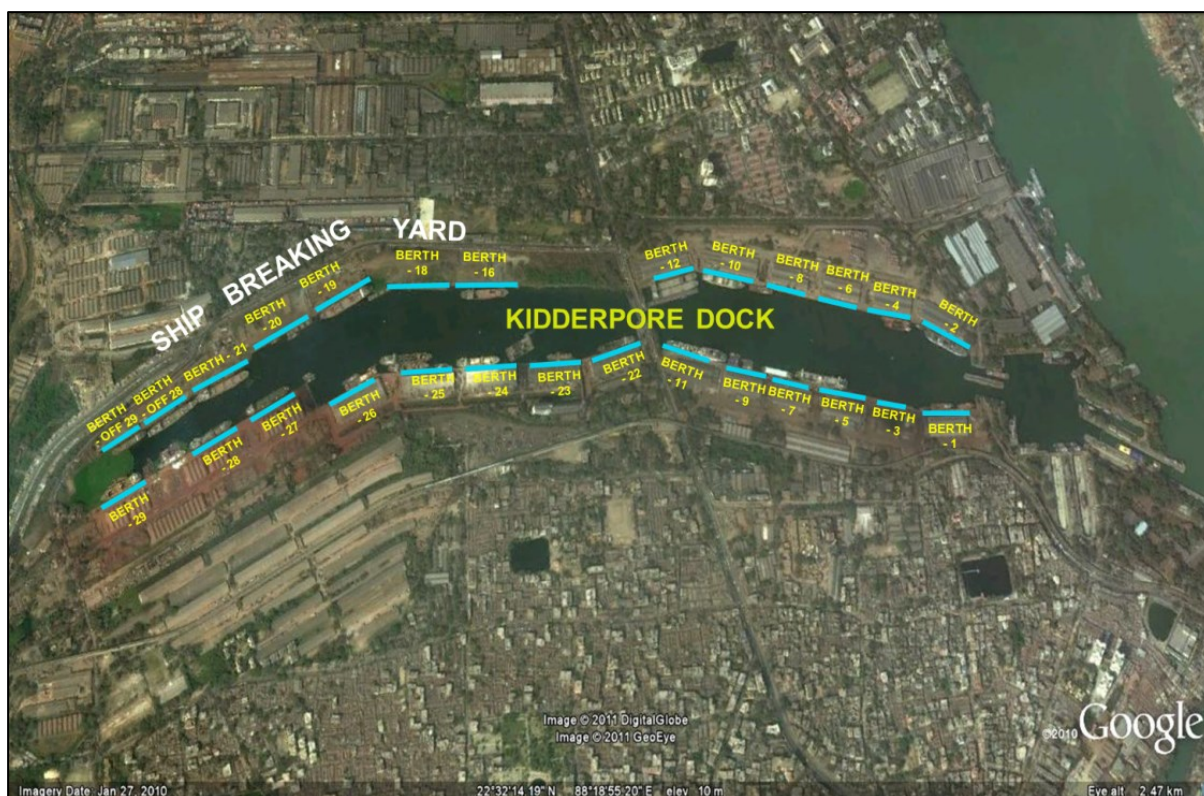 SHIP BREAKING YARD
BERTH
- 19
BERTH
- 18
BERTH
- 16
BERTH
- 12
BERTH
- 10
BERTH
- 8
BERTH
- 6
BERTH
- 4
BERTH
- 2
BERTH
- 20
BERTH
- 21
BERTH
- OFF 28
BERTH
- OFF 29
KIDDERPORE DOCK
BERTH
- 29
BERTH
- 28
BERTH
- 27
BERTH
- 26
BERTH
- 25
BERTH
- 24
BERTH
- 23
BERTH
- 22
BERTH
- 11
BERTH
- 9
BERTH
- 7
BERTH
- 5
BERTH
- 3
BERTH
- 1
Image © 2011 DigitalGlobe
Image © 2011 GeoEye
©2010 Google
Imagery Date Jan 27, 2010 22°32'14.19" N 88°18'55.20" E elev 10 m Eye alt 2.47 km